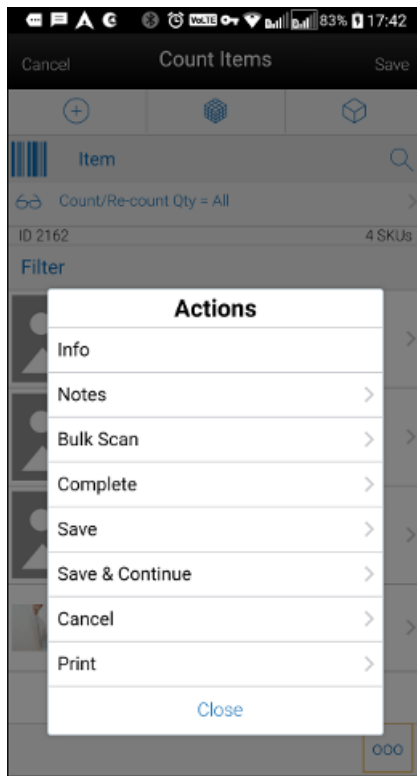 VoLTE 83% 17:42
Cancel Count Items Save
Item
Count/Re-count Qty = All
ID 2162 4 SKUs
Filter
Actions
Info
Notes
Bulk Scan
Complete
Save
Save & Continue
Cancel
Print
Close